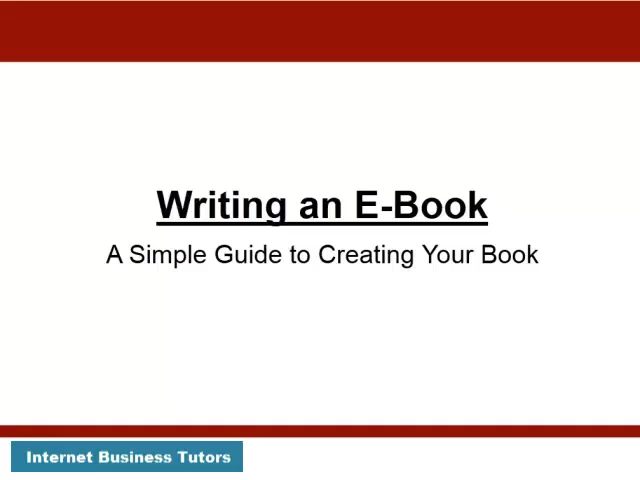 Writing an E-Book
A Simple Guide to Creating Your Book
Internet Business Tutors